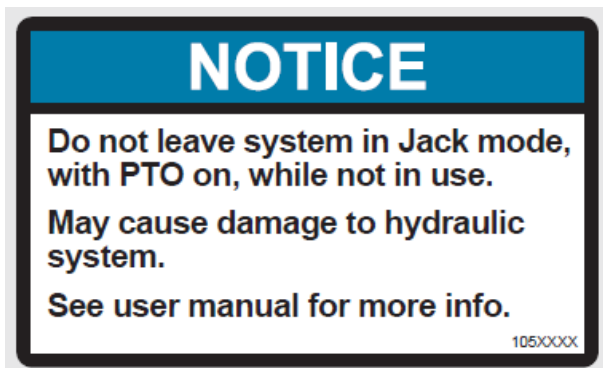 NOTICE
Do not leave system in Jack mode,
with PTO on, while not in use.
May cause damage to hydraulic
system.
See user manual for more info.
105XXXX